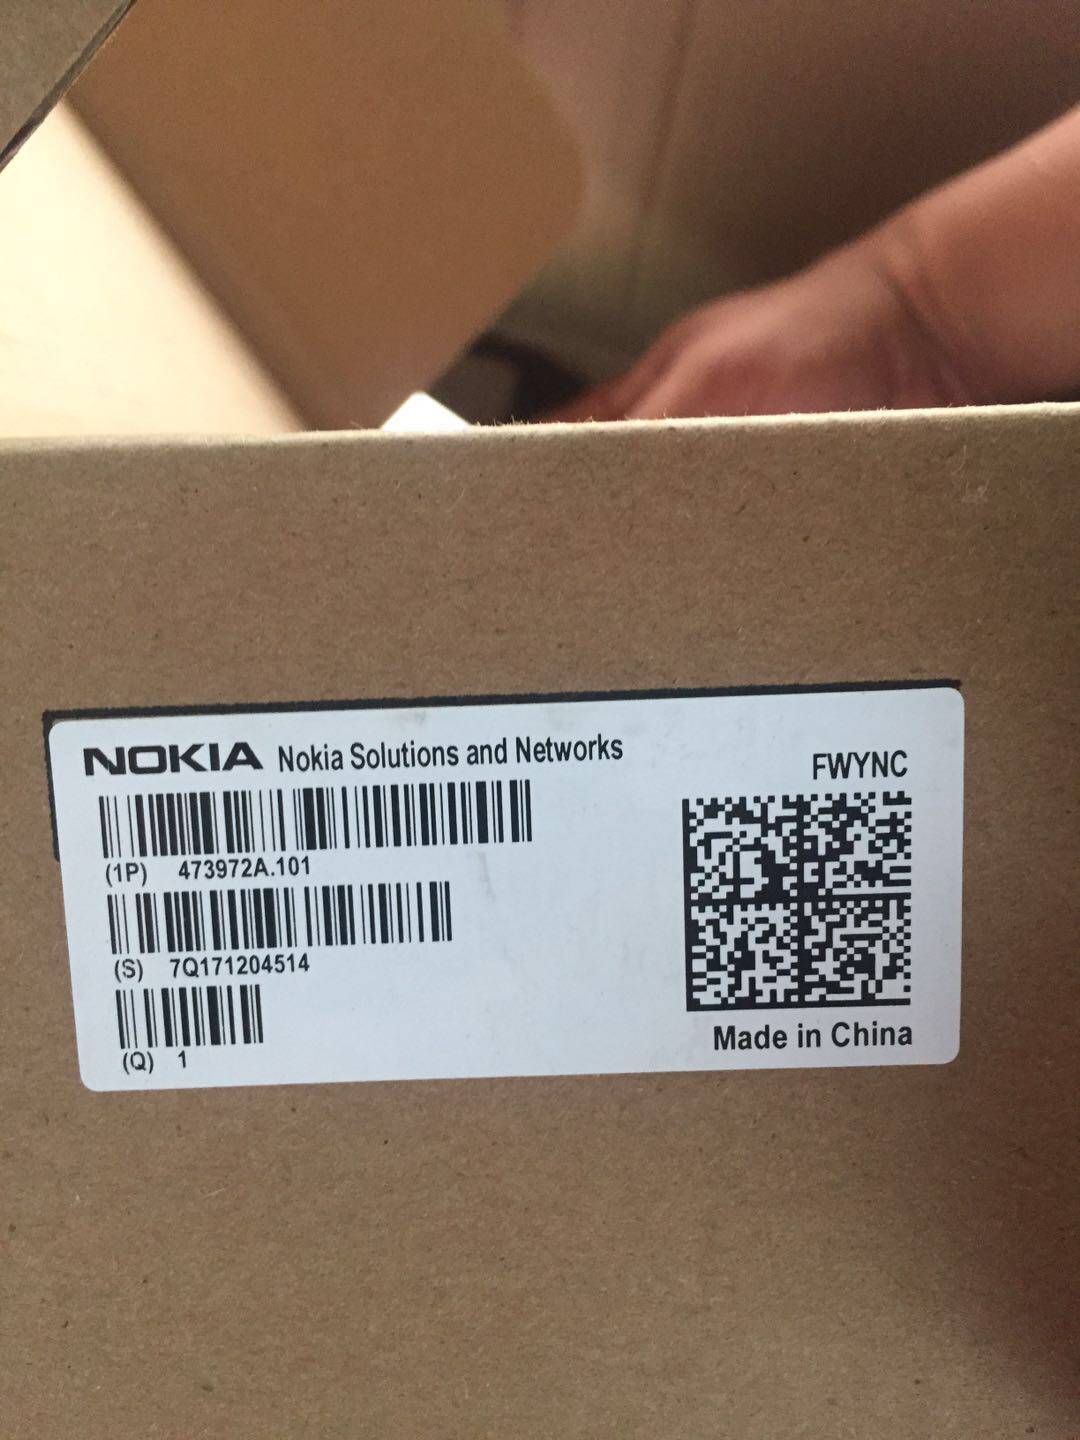 NOKIA Nokia Solutions and Networks
FWYNC
(1P) 473972A.101
(S) 7Q171204514
(Q) 1
Made in China